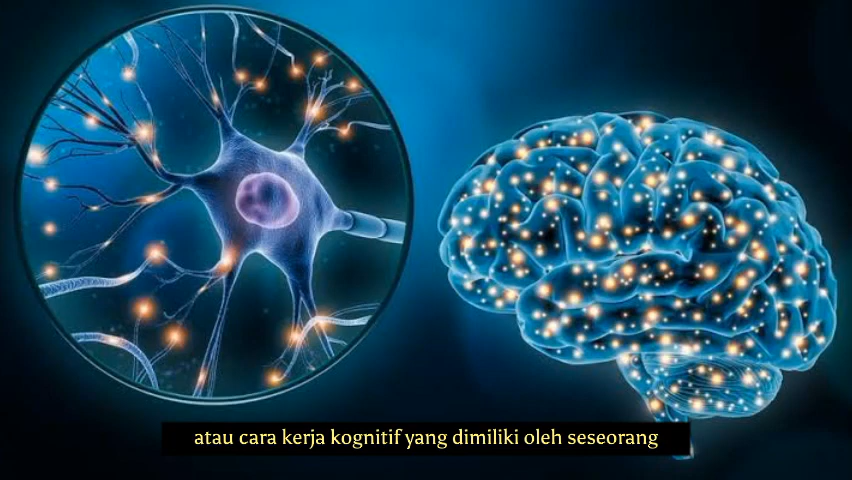 atau cara kerja kognitif yang dimiliki oleh seseorang